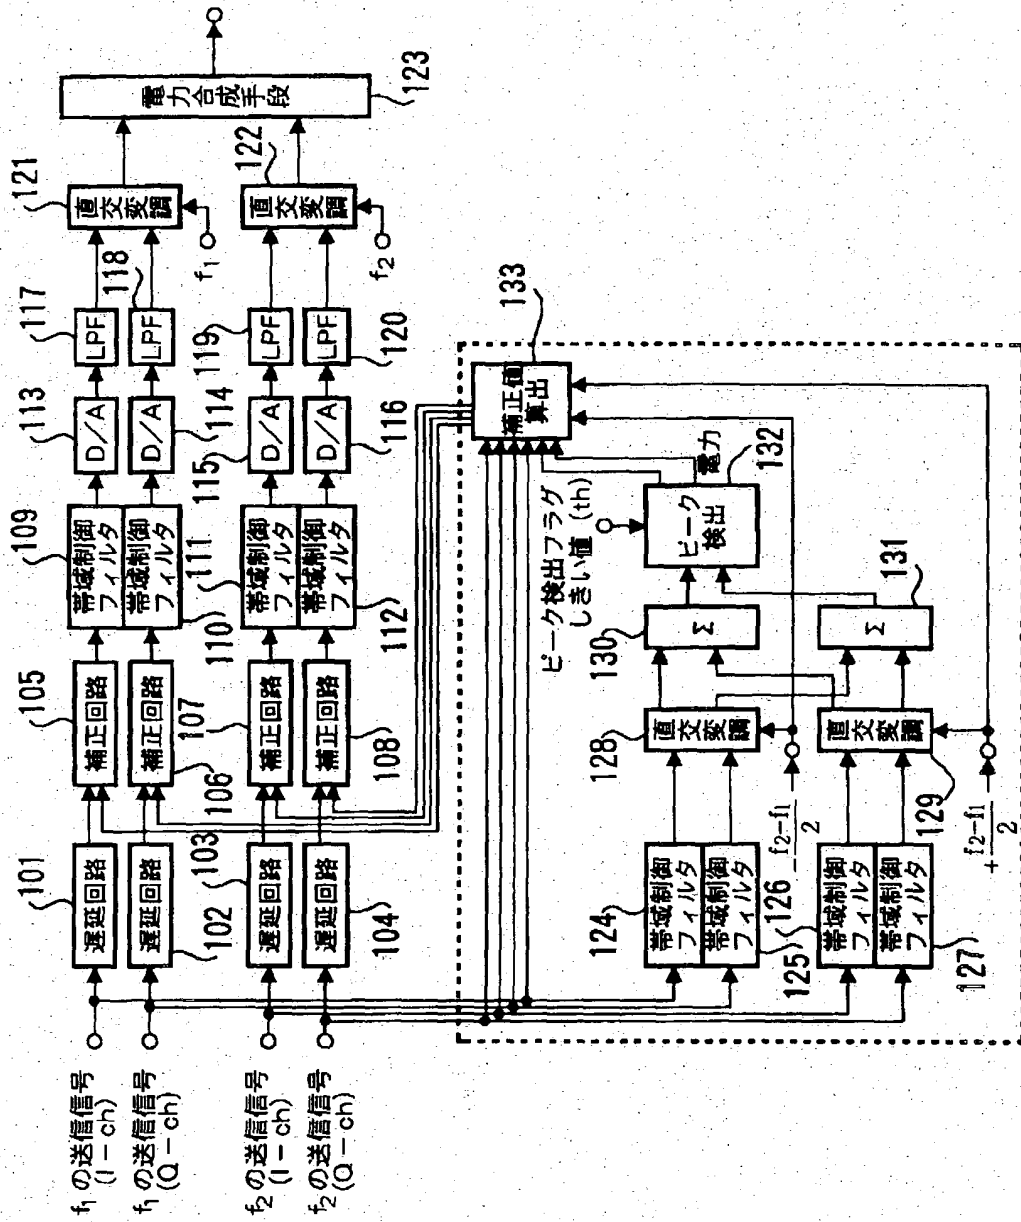 f₁の送信信号
(I-ch)
f₁の送信信号
(Q-ch)
f₂の送信信号
(I-ch)
f₂の送信信号
(Q-ch)
遅延回路
101
遅延回路
102
遅延回路
103
遅延回路
104
補正回路
105
補正回路
106
補正回路
107
補正回路
108
帯域制御
フィルタ
109
帯域制御
フィルタ
110
帯域制御
フィルタ
111
帯域制御
フィルタ
112
D/A
113
D/A
114
D/A
115
D/A
116
LPF
117
LPF
118
LPF
119
LPF
120
直交変調
121
f₁
直交変調
122
f₂
電力合成手段
123
帯域制御
フィルタ
124
帯域制御
フィルタ
125
帯域制御
フィルタ
126
帯域制御
フィルタ
127
直交変調
128
− f₂−f₁
2
直交変調
129
+ f₂−f₁
2
Σ
130
Σ
131
ピーク検出フラグ
しきい値 (th)
ピーク
検出
132
電力
補正値
算出
133